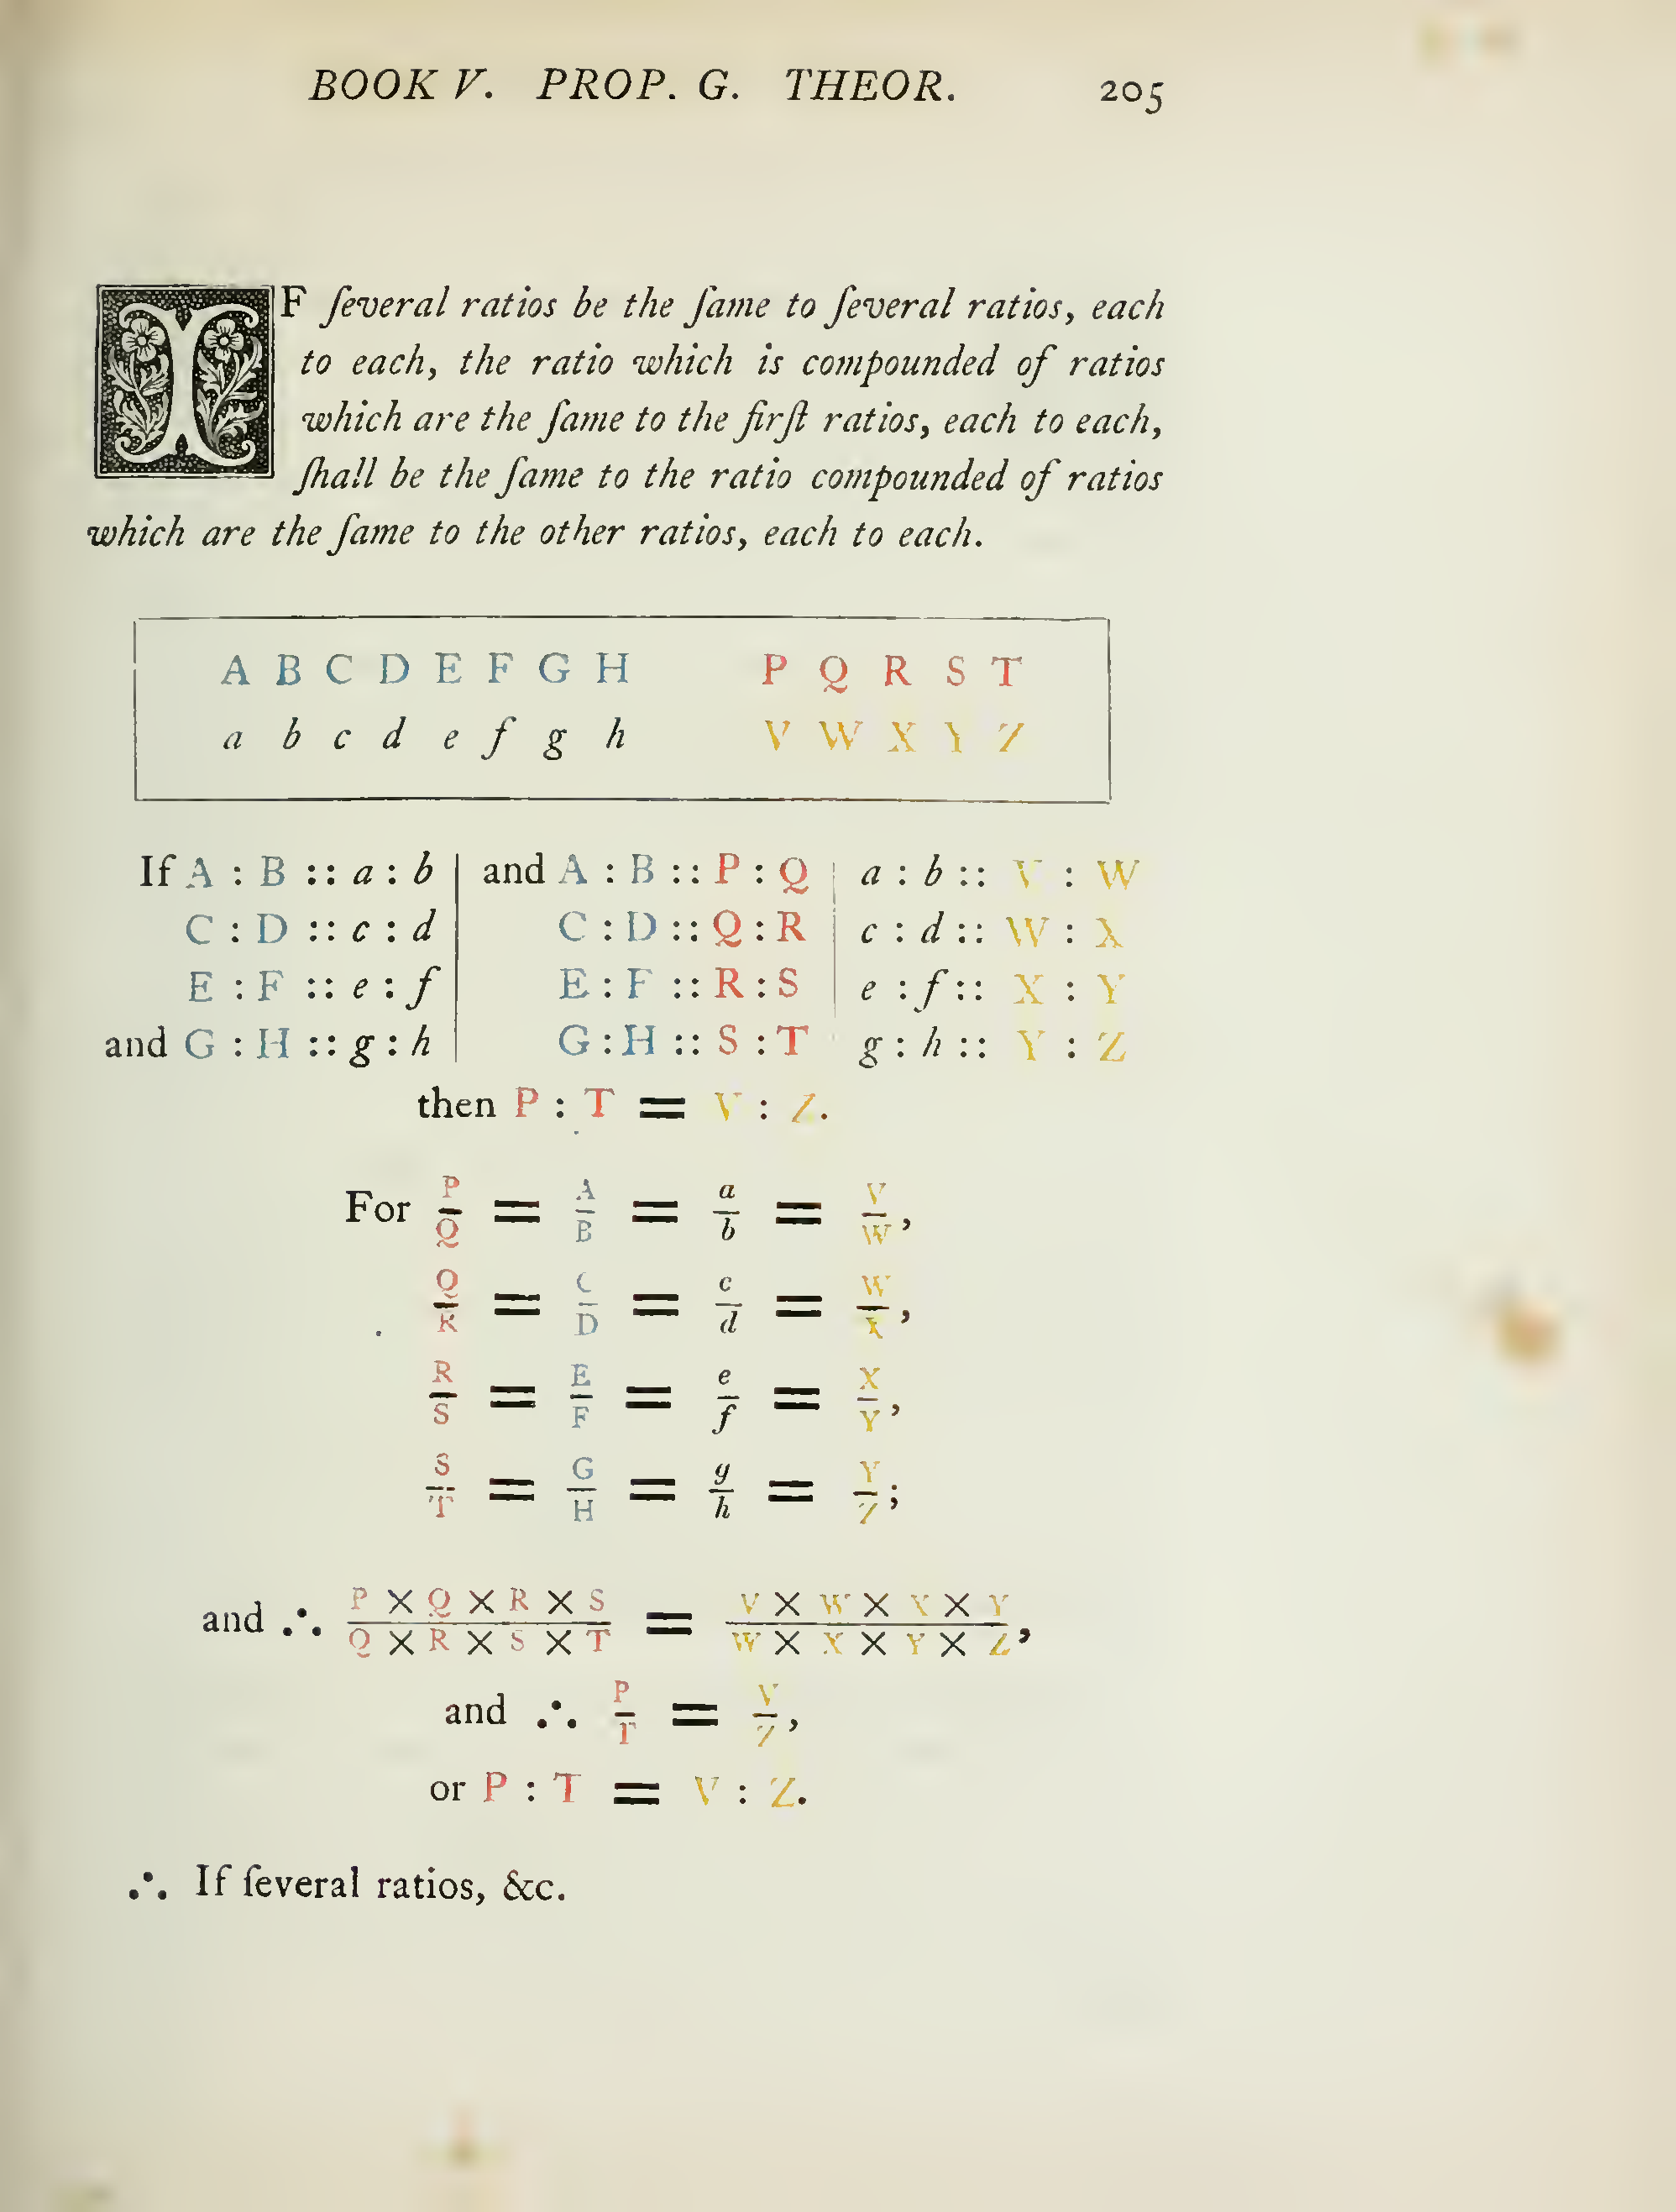 BOOK V. PROP. G. THEOR. 205
IF ſeveral ratios be the ſame to ſeveral ratios, each
to each, the ratio which is compounded of ratios
which are the ſame to the firſt ratios, each to each,
ſhall be the ſame to the ratio compounded of ratios
which are the ſame to the other ratios, each to each.
A B C D E F G H P Q R S T
a b c d e f g h V W X Y Z
If A : B :: a : b | and A : B :: P : Q | a : b :: V : W
C : D :: c : d | C : D :: Q : R | c : d :: W : X
E : F :: e : f | E : F :: R : S | e : f :: X : Y
and G : H :: g : h | G : H :: S : T | g : h :: Y : Z
then P : T = V : Z.
For P/Q = A/B = a/b = V/W,
Q/R = C/D = c/d = W/X,
R/S = E/F = e/f = X/Y,
S/T = G/H = g/h = Y/Z;
and ∴ P × Q × R × S / Q × R × S × T = V × W × X × Y / W × X × Y × Z,
and ∴ P/T = V/Z,
or P : T = V : Z.
∴ If ſeveral ratios, &c.